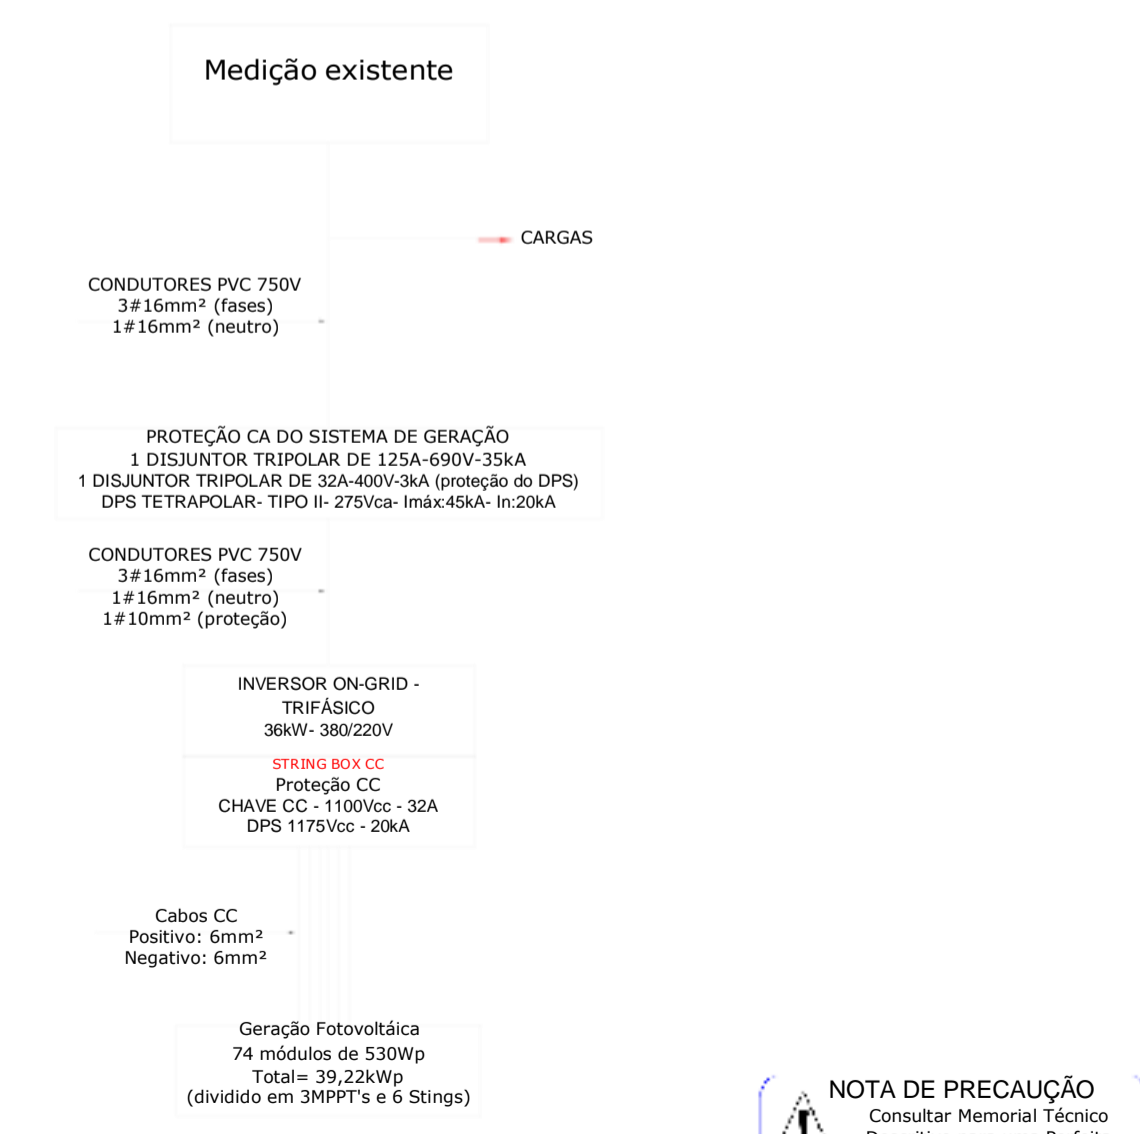 Medição existente
CARGAS
CONDUTORES PVC 750V
3#16mm² (fases)
1#16mm² (neutro)
PROTEÇÃO CA DO SISTEMA DE GERAÇÃO
1 DISJUNTOR TRIPOLAR DE 125A-690V-35kA
1 DISJUNTOR TRIPOLAR DE 32A-400V-3kA (proteção do DPS)
DPS TETRAPOLAR- TIPO II- 275Vca- Imáx:45kA- In:20kA
CONDUTORES PVC 750V
3#16mm² (fases)
1#16mm² (neutro)
1#10mm² (proteção)
INVERSOR ON-GRID -
TRIFÁSICO
36kW- 380/220V
STRING BOX CC
Proteção CC
CHAVE CC - 1100Vcc - 32A
DPS 1175Vcc - 20kA
Cabos CC
Positivo: 6mm²
Negativo: 6mm²
Geração Fotovoltáica
74 módulos de 530Wp
Total= 39,22kWp
(dividido em 3MPPT's e 6 Stings)
NOTA DE PRECAUÇÃO
Consultar Memorial Técnico